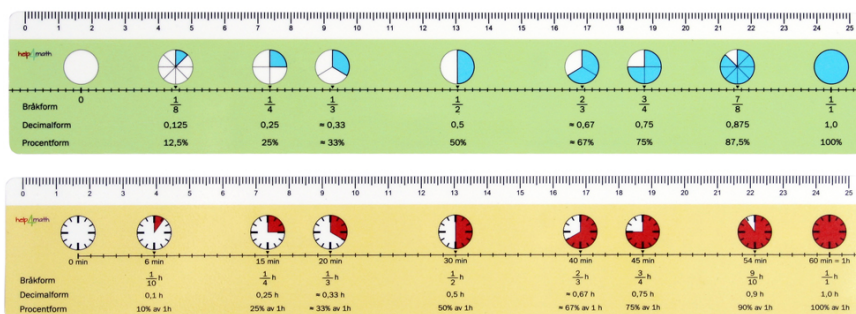 0 1 2 3 4 5 6 7 8 9 10 11 12 13 14 15 16 17 18 19 20 21 22 23 24 25
help4math
0 1/8 1/4 1/3 1/2 2/3 3/4 7/8 1/1
Bråkform
Decimalform 0,125 0,25 ≈ 0,33 0,5 ≈ 0,67 0,75 0,875 1,0
Procentform 12,5% 25% ≈ 33% 50% ≈ 67% 75% 87,5% 100%
0 1 2 3 4 5 6 7 8 9 10 11 12 13 14 15 16 17 18 19 20 21 22 23 24 25
help4math
0 min 6 min 15 min 20 min 30 min 40 min 45 min 54 min 60 min = 1h
Bråkform 1/10 h 1/4 h 1/3 h 1/2 h 2/3 h 3/4 h 9/10 h 1/1 h
Decimalform 0,1 h 0,25 h ≈ 0,33 h 0,5 h ≈ 0,67 h 0,75 h 0,9 h 1,0 h
Procentform 10% av 1h 25% av 1h ≈ 33% av 1h 50% av 1h ≈ 67% av 1 h 75% av 1h 90% av 1h 100% av 1h